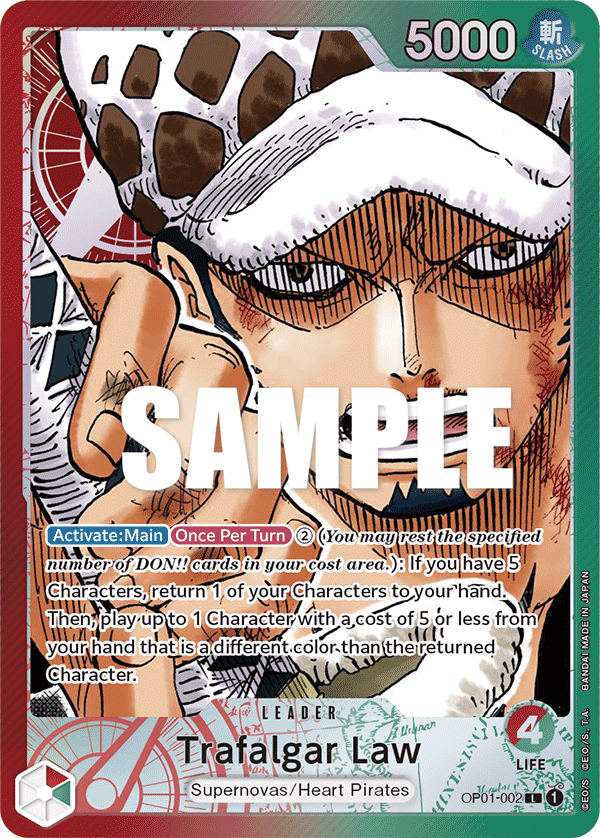 5000 斬
SLASH
SAMPLE
Activate:Main Once Per Turn ② (You may rest the specified
number of DON!! cards in your cost area.): If you have 5
Characters, return 1 of your Characters to your hand.
Then, play up to 1 Character with a cost of 5 or less from
your hand that is a different color than the returned
Character.
LEADER
Trafalgar Law
4
LIFE
Supernovas/Heart Pirates
OP01-002 L 1
©E.O/S ©E.O./S., T.A. BANDAI MADE IN JAPAN